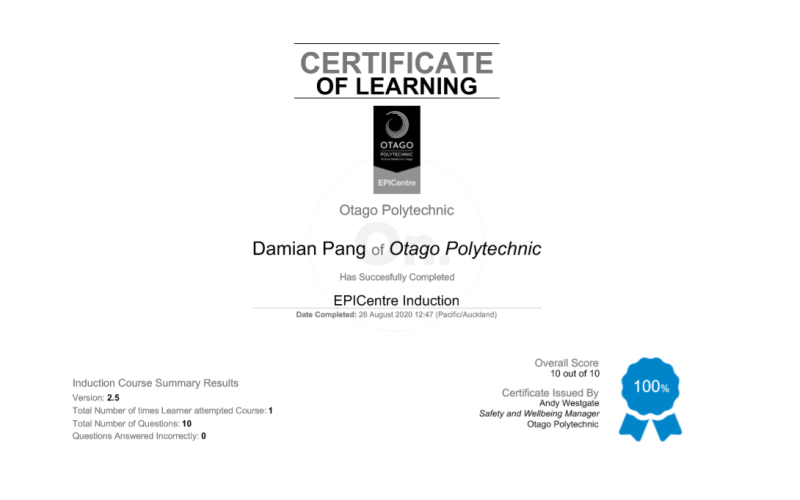 CERTIFICATE
OF LEARNING
OTAGO
POLYTECHNIC
EPICentre
Otago Polytechnic
On.
Damian Pang of Otago Polytechnic
Has Succesfully Completed
EPICentre Induction
Date Completed: 26 August 2020 12:47 (Pacific/Auckland)
Induction Course Summary Results
Version: 2.5
Total Number of times Learner attempted Course: 1
Total Number of Questions: 10
Questions Answered Incorrectly: 0
Overall Score
10 out of 10
Certificate Issued By
Andy Westgate
Safety and Wellbeing Manager
Otago Polytechnic
100%